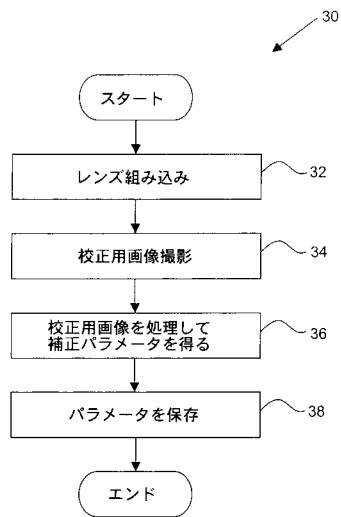 30
スタート
レンズ組み込み
32
校正用画像撮影
34
校正用画像を処理して
補正パラメータを得る
36
パラメータを保存
38
エンド